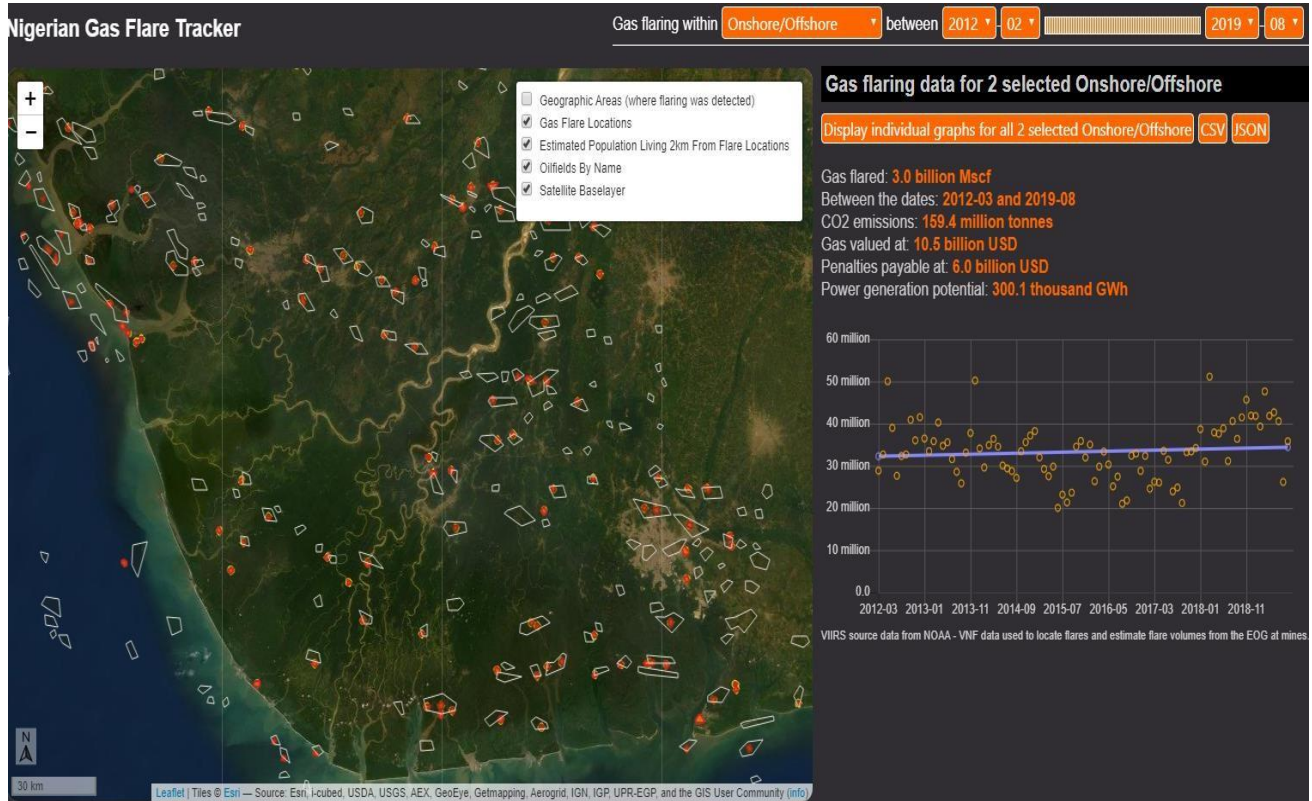 Nigerian Gas Flare Tracker
Gas flaring within Onshore/Offshore between 2012 - 02 2019 - 08
+
−
Geographic Areas (where flaring was detected)
Gas Flare Locations
Estimated Population Living 2km From Flare Locations
Oilfields By Name
Satellite Baselayer
N
30 km
Leaflet | Tiles © Esri — Source: Esri, i-cubed, USDA, USGS, AEX, GeoEye, Getmapping, Aerogrid, IGN, IGP, UPR-EGP, and the GIS User Community (info)
Gas flaring data for 2 selected Onshore/Offshore
Display individual graphs for all 2 selected Onshore/Offshore CSV JSON
Gas flared: 3.0 billion Mscf
Between the dates: 2012-03 and 2019-08
CO2 emissions: 159.4 million tonnes
Gas valued at: 10.5 billion USD
Penalties payable at: 6.0 billion USD
Power generation potential: 300.1 thousand GWh
60 million
50 million
40 million
30 million
20 million
10 million
0.0
2012-03 2013-01 2013-11 2014-09 2015-07 2016-05 2017-03 2018-01 2018-11
VIIRS source data from NOAA - VNF data used to locate flares and estimate flare volumes from the EOG at mines.